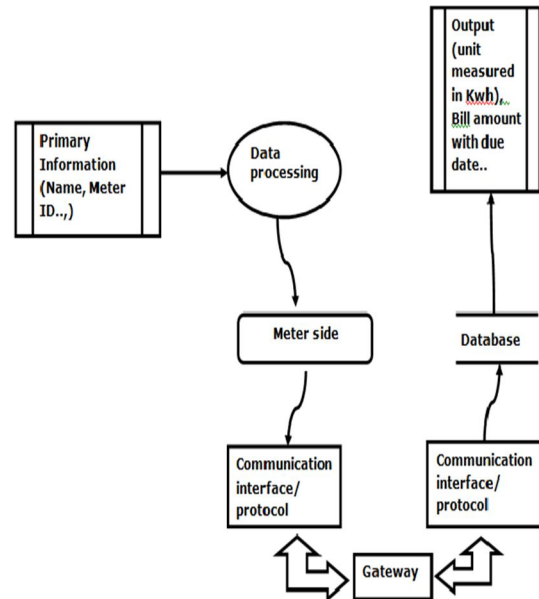 Primary
Information
(Name, Meter
ID..,)
Data
processing
Meter side
Communication
interface/
protocol
Gateway
Communication
interface/
protocol
Database
Output
(unit
measured
in Kwh),
Bill amount
with due
date..